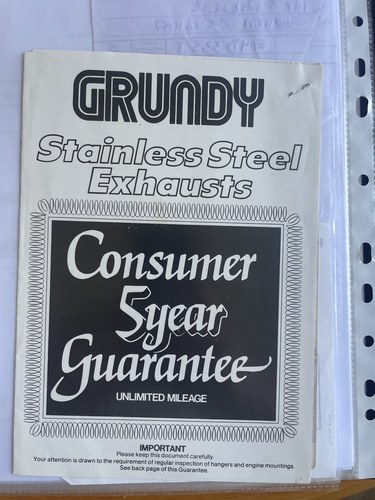 GRUNDY
Stainless Steel
Exhausts
Consumer
5year
Guarantee
UNLIMITED MILEAGE
IMPORTANT
Please keep this document carefully.
Your attention is drawn to the requirement of regular inspection of hangers and engine mountings.
See back page of this Guarantee.